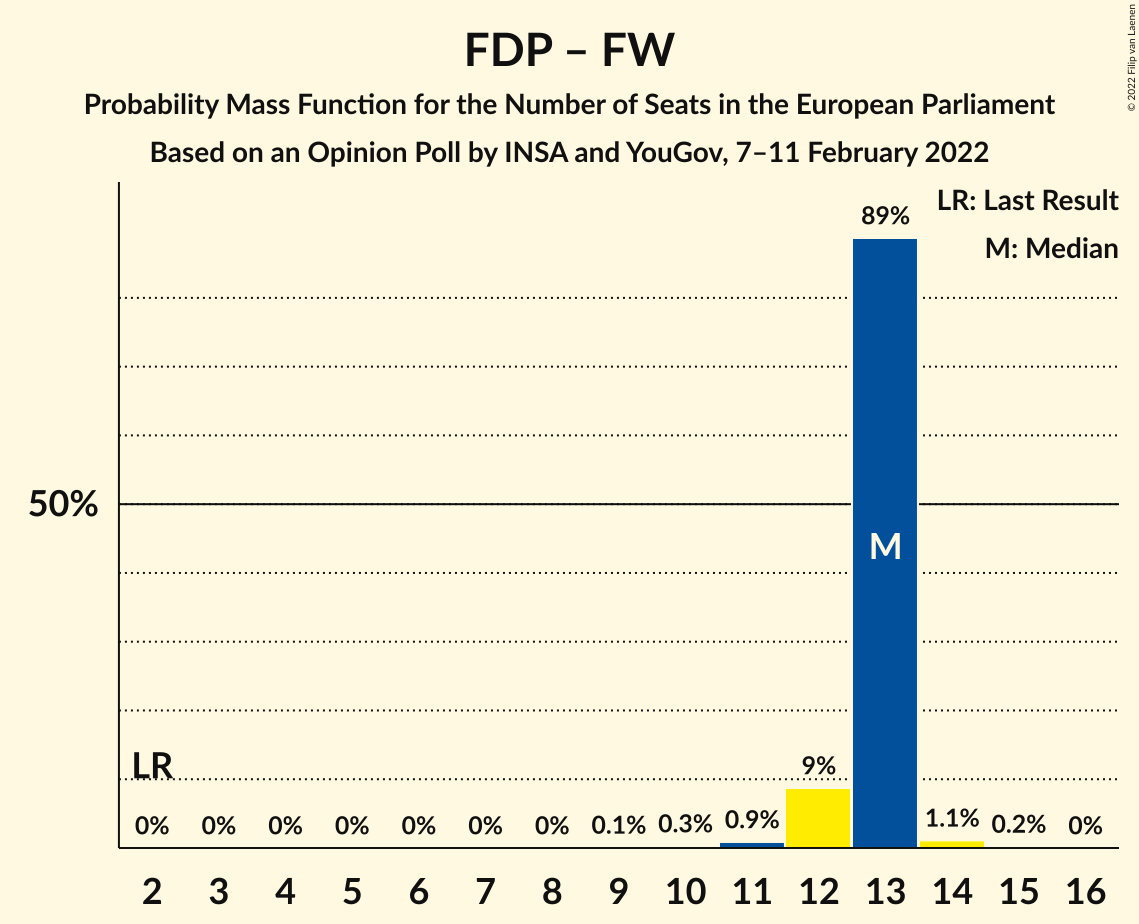 FDP – FW
Probability Mass Function for the Number of Seats in the European Parliament
Based on an Opinion Poll by INSA and YouGov, 7–11 February 2022
© 2022 Filip van Laenen
LR: Last Result
M: Median
89%
50%
M
LR
0% 0% 0% 0% 0% 0% 0% 0.1% 0.3% 0.9% 9% 1.1% 0.2% 0%
2 3 4 5 6 7 8 9 10 11 12 13 14 15 16